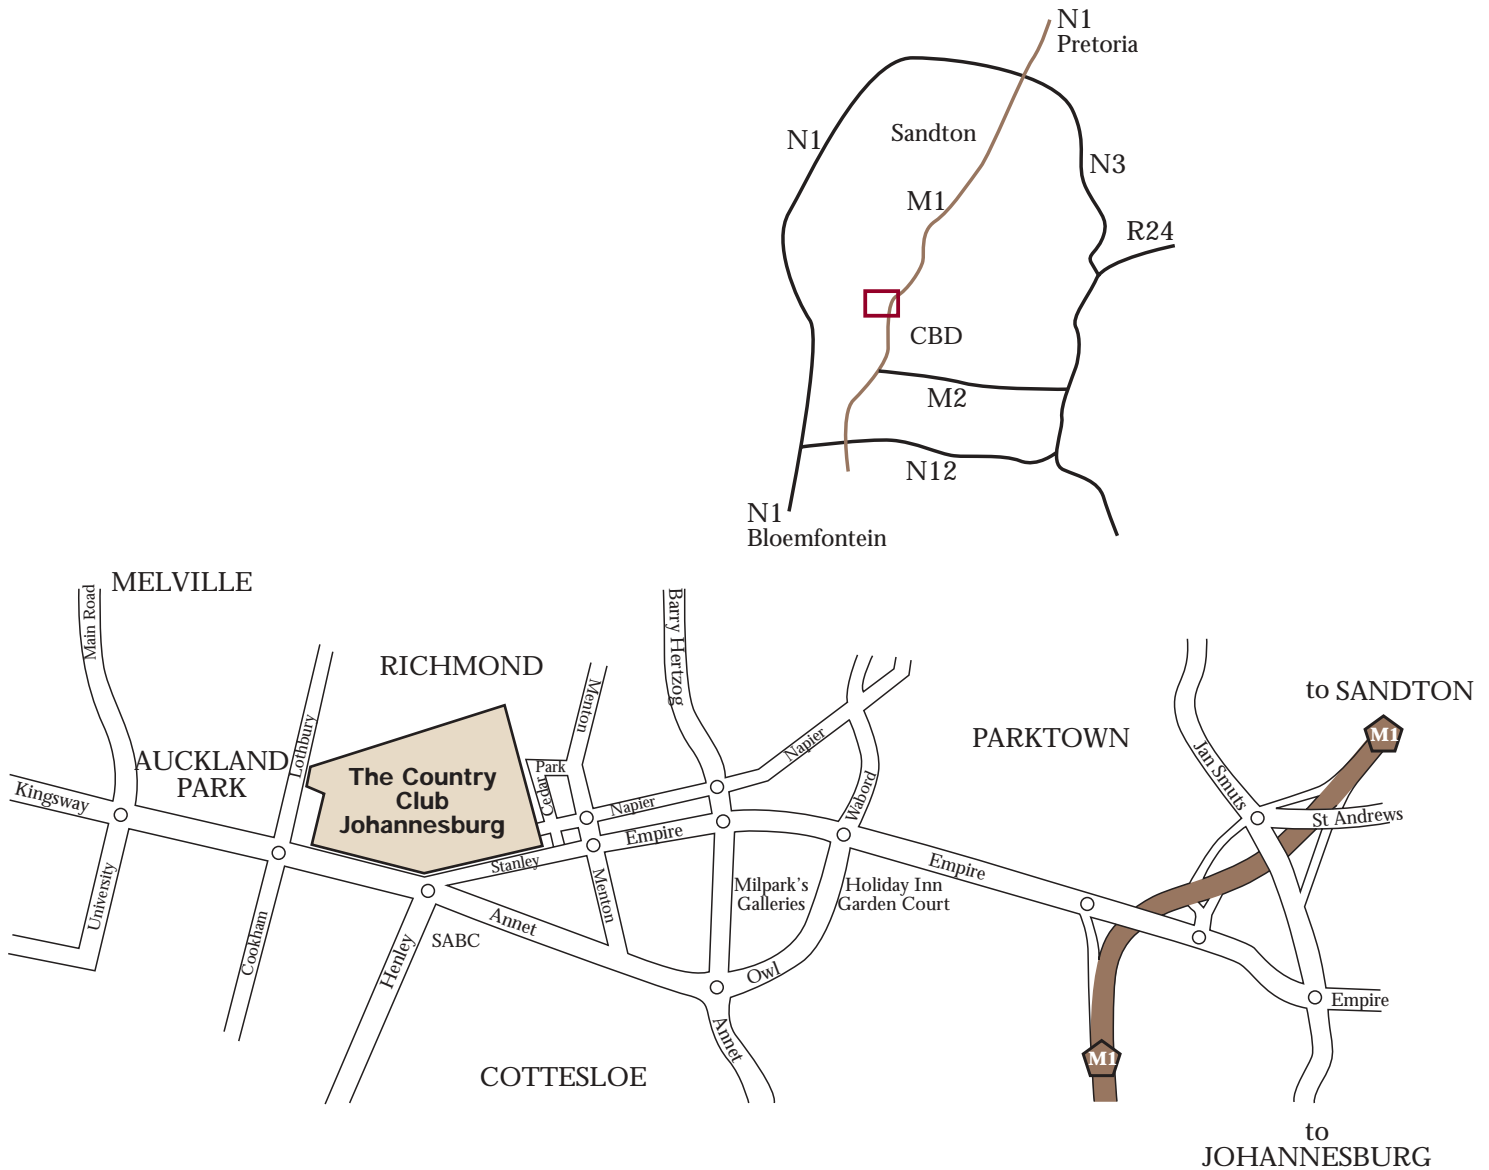 N1
Pretoria
N1
Sandton
N3
M1
R24
CBD
M2
N12
N1
Bloemfontein
MELVILLE
Main Road
RICHMOND
Barry Hertzog
Menton
Lothbury
AUCKLAND
PARK
Kingsway
The Country
Club
Johannesburg
Park
Cedar
Napier
Napier
Empire
Stanley
Menton
Wabord
PARKTOWN
to SANDTON
M1
Jan Smuts
St Andrews
Empire
Milpark's
Galleries
Holiday Inn
Garden Court
University
Cookham
Henley
SABC
Annet
Owl
Annet
Empire
M1
COTTESLOE
to
JOHANNESBURG